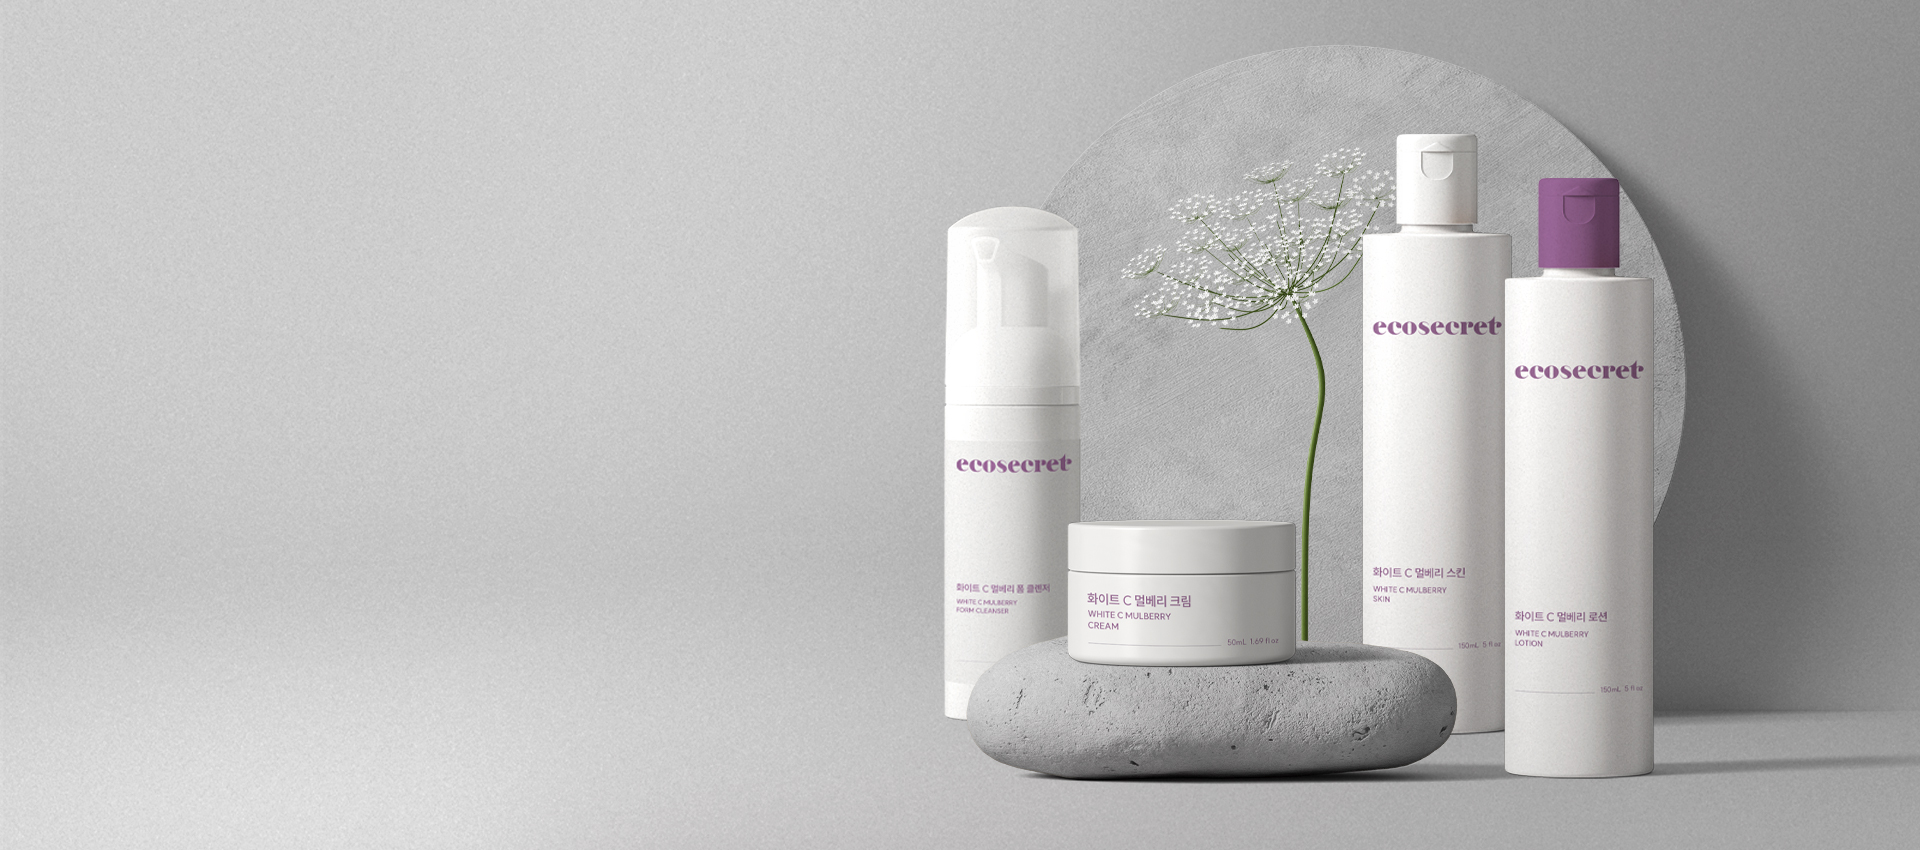 ecosecret
화이트 C 멀베리 폼 클렌저
WHITE C MULBERRY
FORM CLEANSER
화이트 C 멀베리 크림
WHITE C MULBERRY
CREAM
50mL 1.69 fl oz
ecosecret
화이트 C 멀베리 스킨
WHITE C MULBERRY
SKIN
150mL 5 fl oz
ecosecret
화이트 C 멀베리 로션
WHITE C MULBERRY
LOTION
150mL 5 fl oz